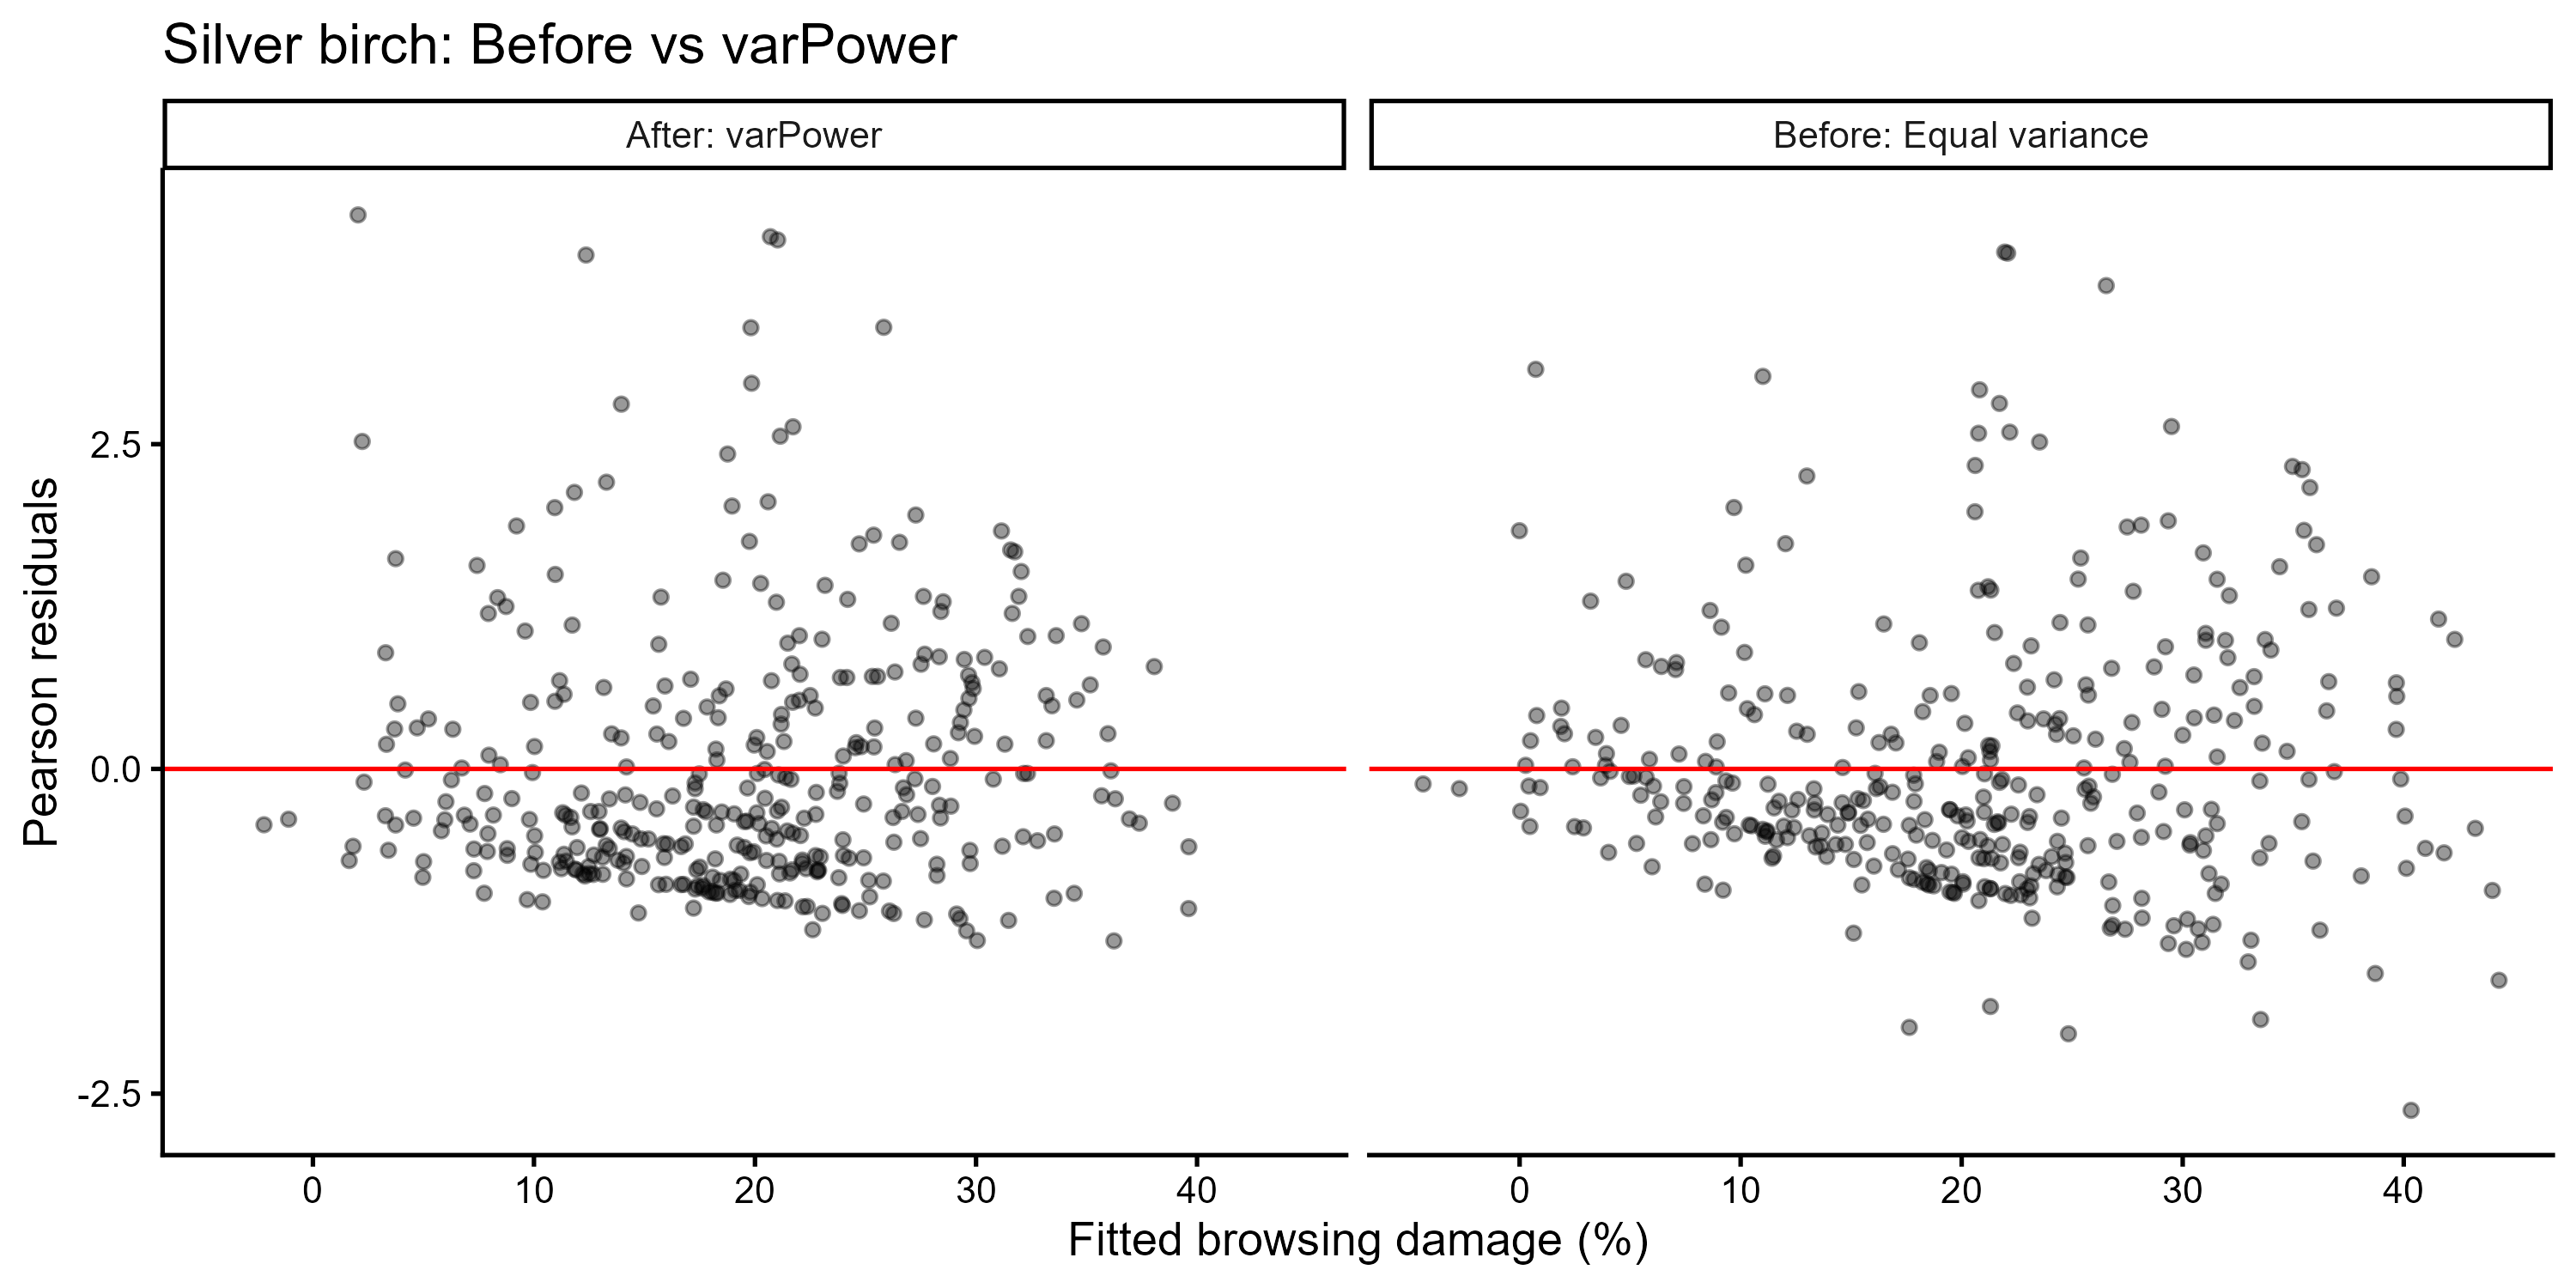 Silver birch: Before vs varPower
After: varPower
Before: Equal variance
Pearson residuals
2.5
0.0
-2.5
0 10 20 30 40
0 10 20 30 40
Fitted browsing damage (%)